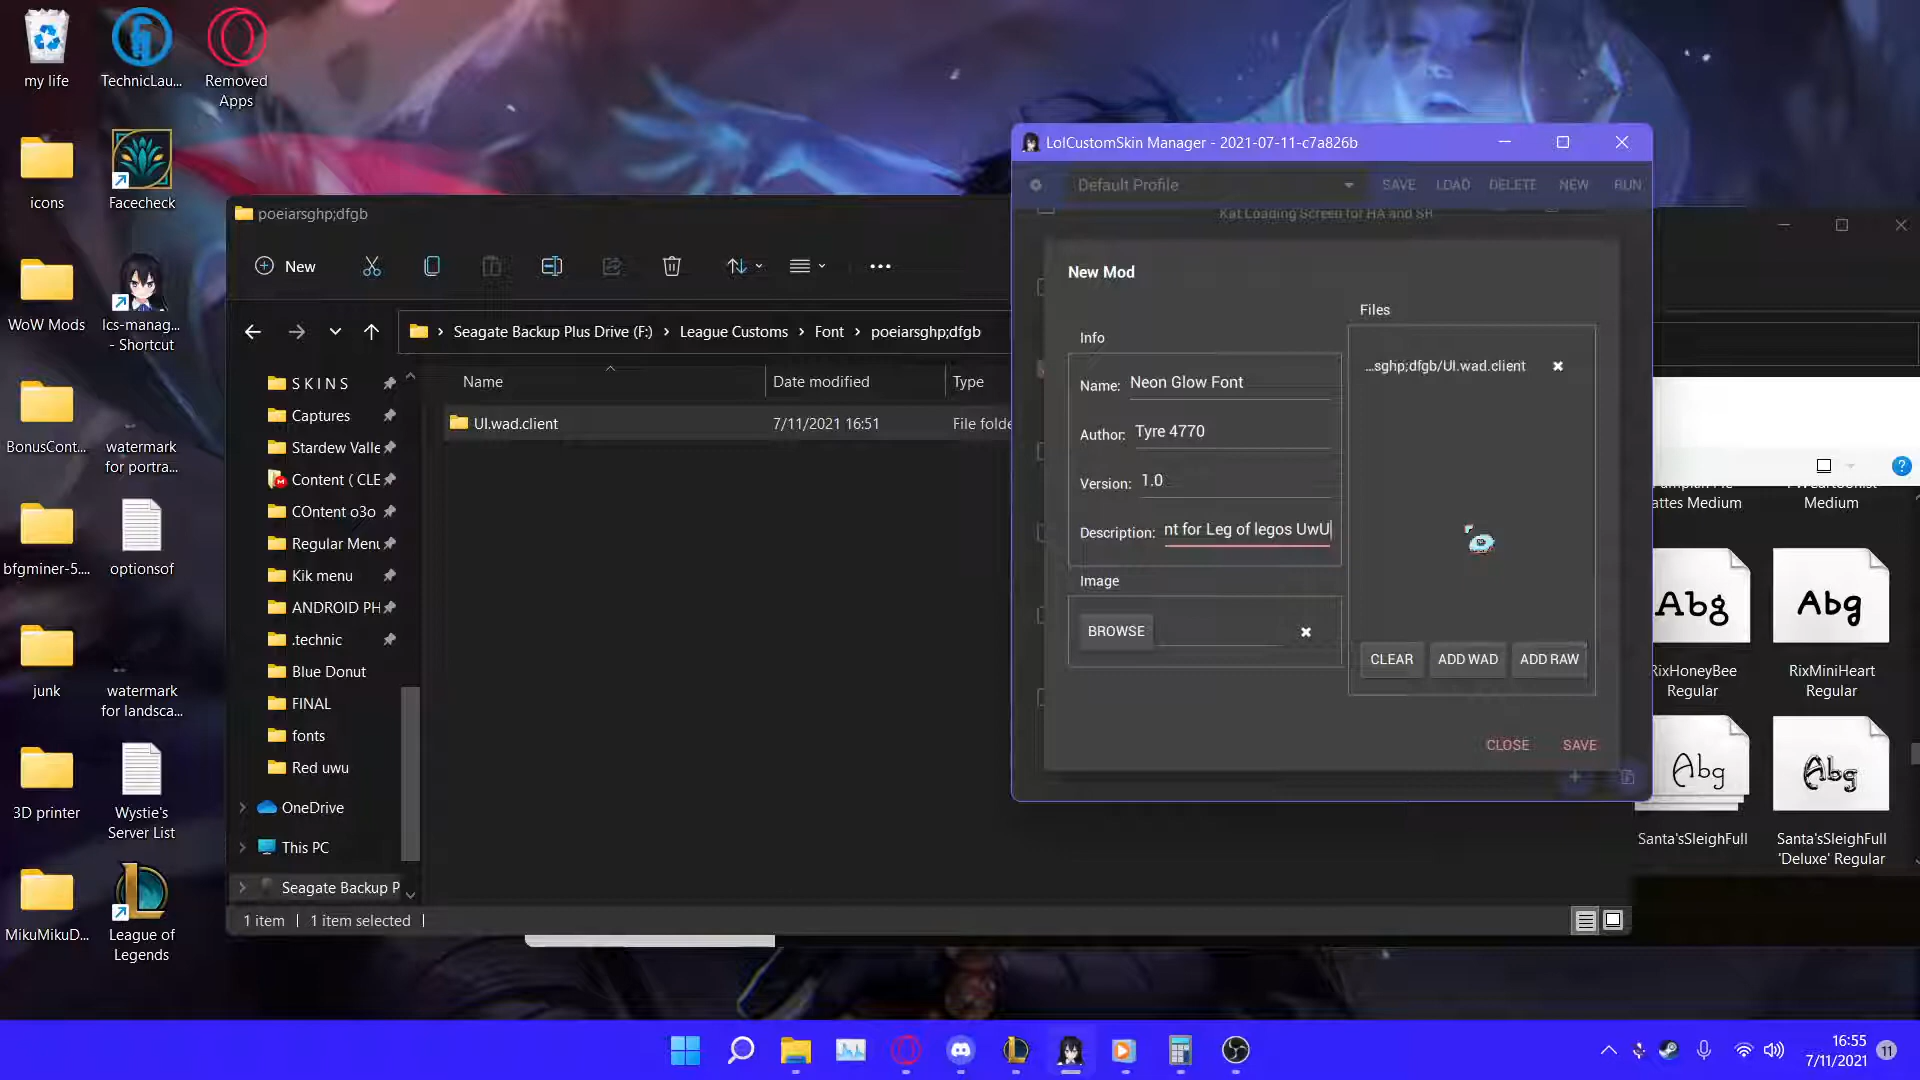 my life
TechnicLau...
Removed
Apps
icons
Facecheck
WoW Mods
lcs-manag...
- Shortcut
BonusCont...
watermark
for portra...
bfgminer-5....
optionsof
junk
watermark
for landsca...
3D printer
Wystie's
Server List
MikuMikuD...
League of
Legends
poeiarsghp;dfgb
New
Seagate Backup Plus Drive (F:) › League Customs › Font › poeiarsghp;dfgb
Name
Date modified
Type
UI.wad.client
7/11/2021 16:51
File folde
S K I N S
Captures
Stardew Valle
Content ( CLE
COntent o3o
Regular Menu
Kik menu
ANDROID PH
.technic
Blue Donut
FINAL
fonts
Red uwu
OneDrive
This PC
Seagate Backup P
1 item
1 item selected
LolCustomSkin Manager - 2021-07-11-c7a826b
Default Profile
SAVE
LOAD
DELETE
NEW
RUN
Kat Loading Screen for HA and SR
New Mod
Info
Name: Neon Glow Font
Author: Tyre 4770
Version: 1.0
Description: nt for Leg of legos UwU
Image
BROWSE
Files
...sghp;dfgb/UI.wad.client
CLEAR
ADD WAD
ADD RAW
CLOSE
SAVE
attes Medium
Medium
Abg
Abg
RixHoneyBee
Regular
RixMiniHeart
Regular
Abg
Abg
Santa'sSleighFull
Santa'sSleighFull
'Deluxe' Regular
16:55
7/11/2021
11